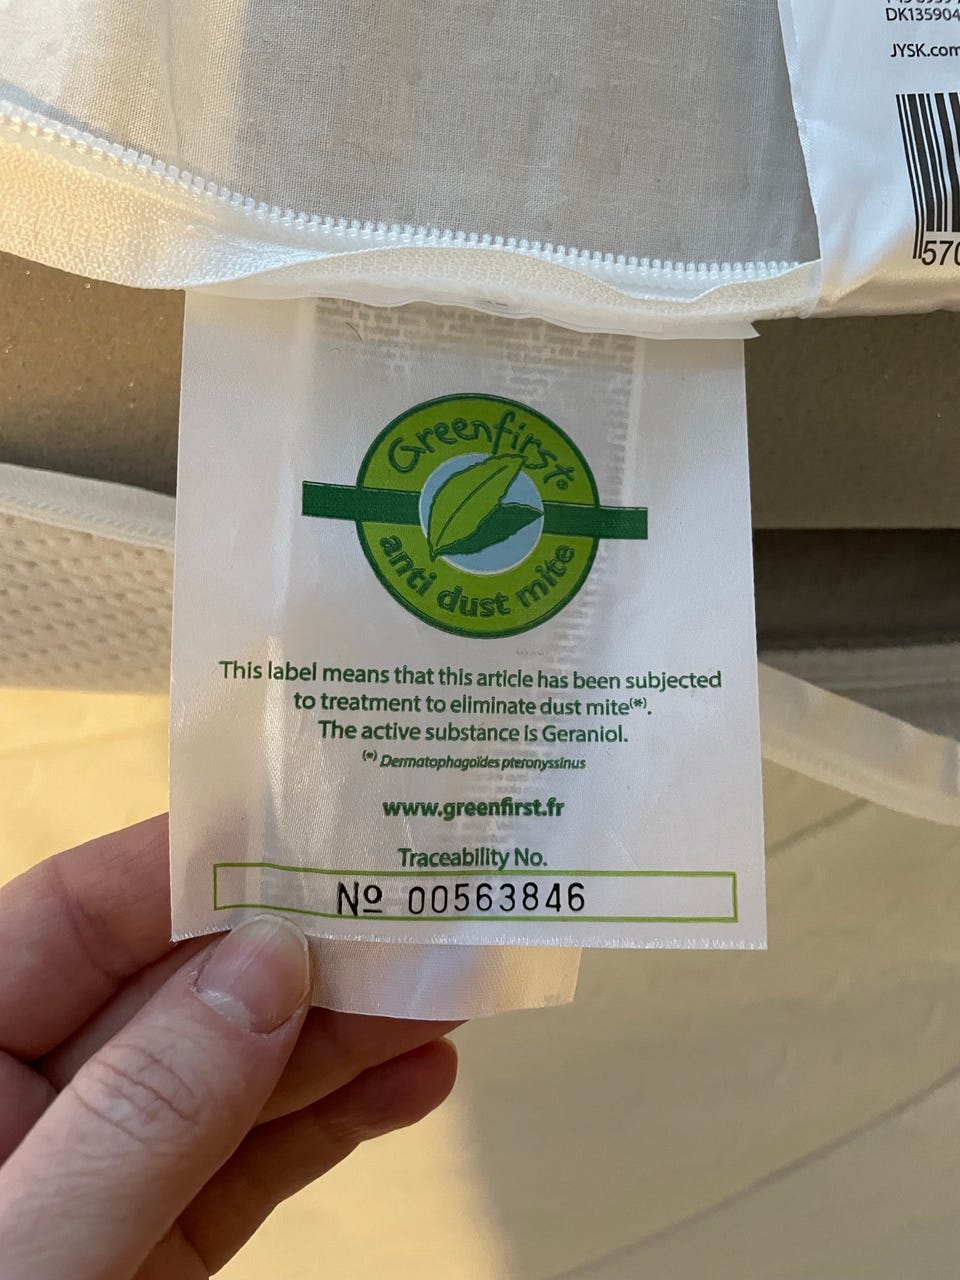 DK135904
JYSK.com
570
Greenfirst®
anti dust mite
This label means that this article has been subjected
to treatment to eliminate dust mite(*).
The active substance is Geraniol.
(*) Dermatophagoïdes pteronyssinus
www.greenfirst.fr
Traceability No.
Nº 00563846